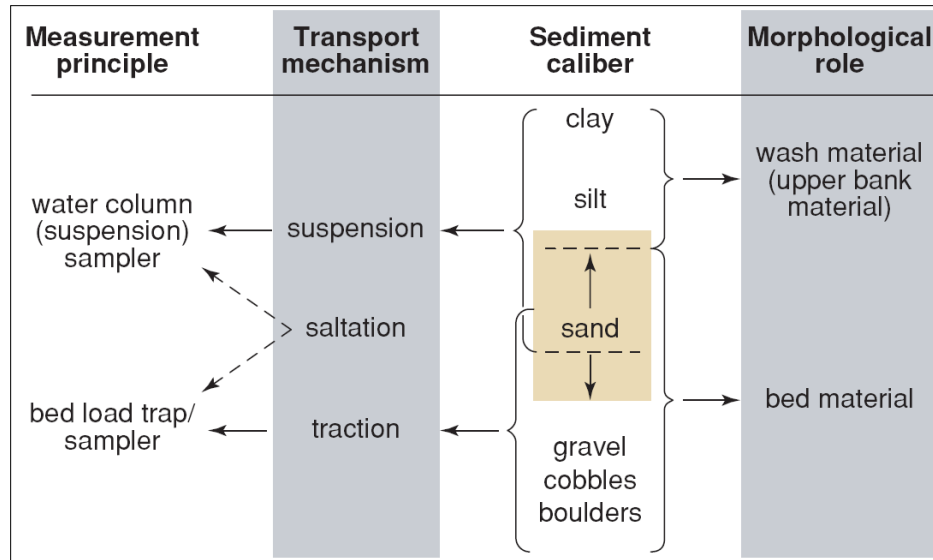 Measurement
principle
Transport
mechanism
Sediment
caliber
Morphological
role
clay
silt
sand
gravel
cobbles
boulders
wash material
(upper bank
material)
bed material
water column
(suspension)
sampler
suspension
saltation
bed load trap/
sampler
traction